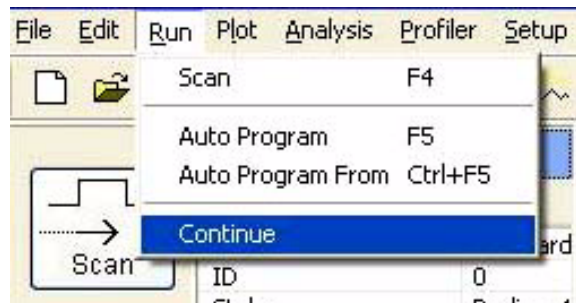 File Edit Run Plot Analysis Profiler Setup
Scan F4
Auto Program F5
Auto Program From Ctrl+F5
Continue
Scan
ID 0